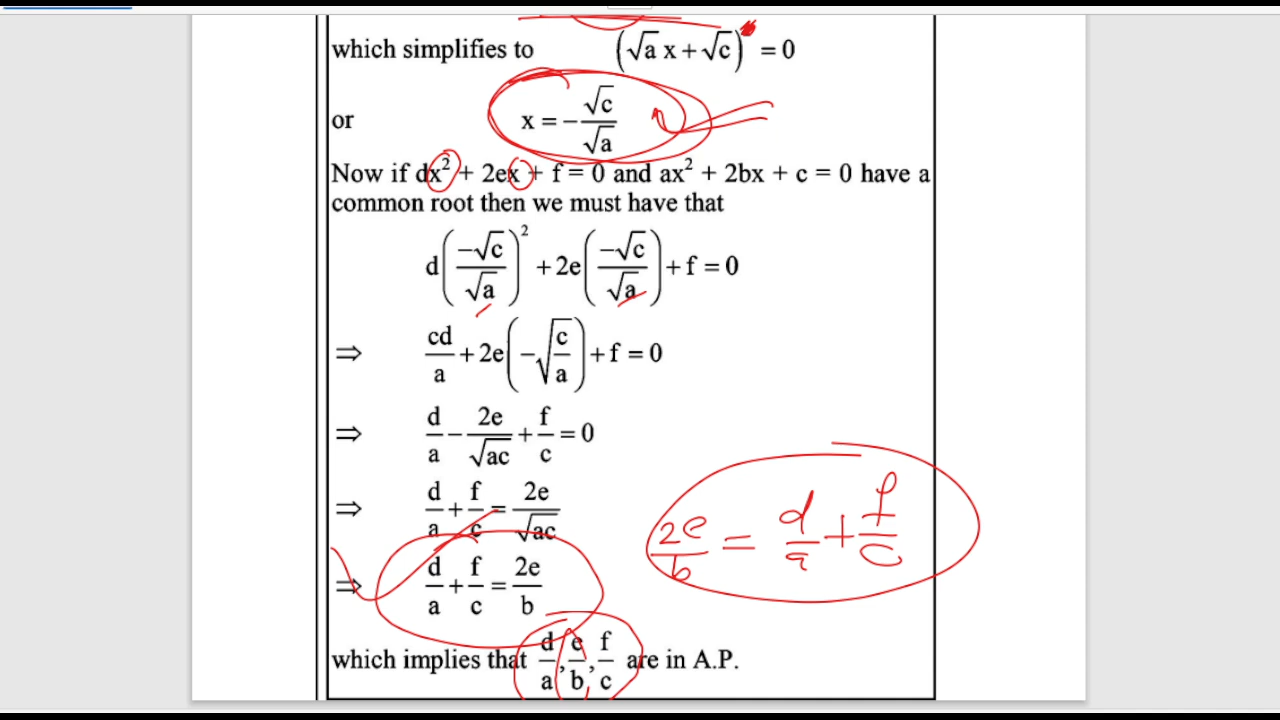 which simplifies to (√a x + √c)² = 0
or x = −√c/√a
Now if dx² + 2ex + f = 0 and ax² + 2bx + c = 0 have a
common root then we must have that
d(−√c/√a)² + 2e(−√c/√a) + f = 0
⇒ cd/a + 2e(−√(c/a)) + f = 0
⇒ d/a − 2e/√ac + f/c = 0
⇒ d/a + f/c = 2e/√ac
2e/b = d/a + f/c
⇒ d/a + f/c = 2e/b
which implies that d/a, e/b, f/c are in A.P.